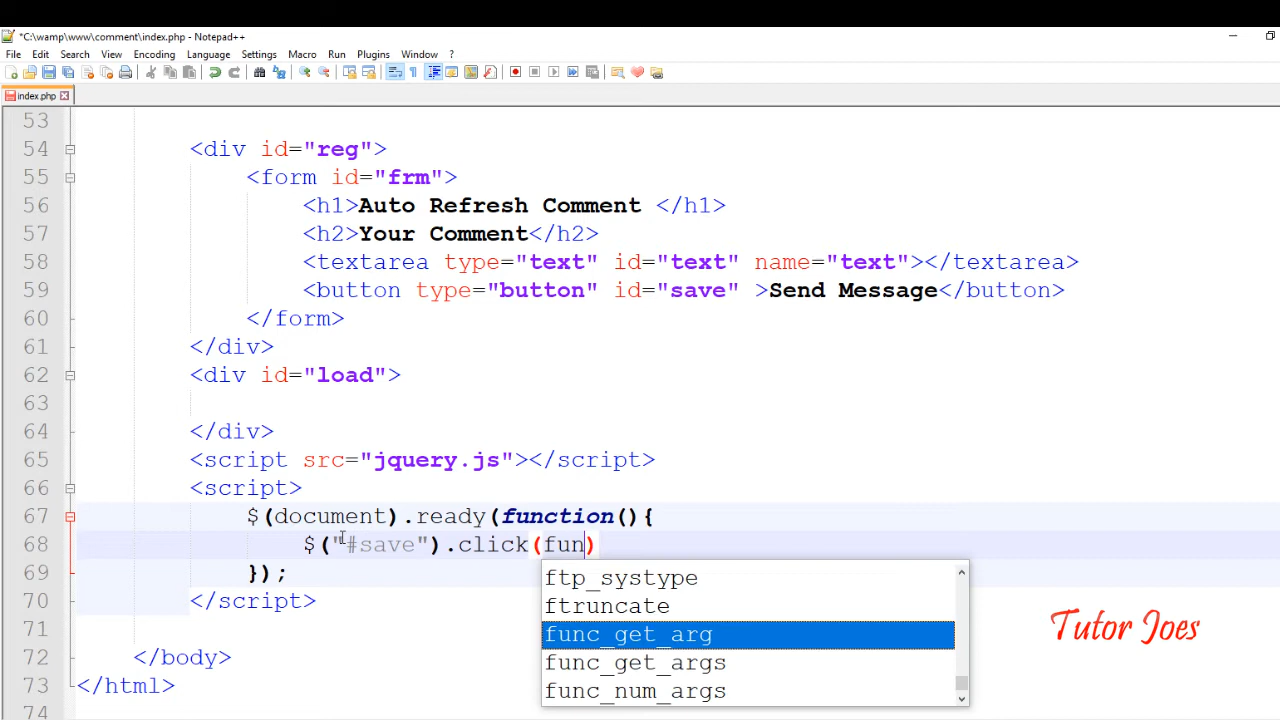 *C:\wamp\www\comment\index.php - Notepad++
File Edit Search View Encoding Language Settings Macro Run Plugins Window ?
index.php
53
54 <div id="reg">
55 <form id="frm">
56 <h1>Auto Refresh Comment </h1>
57 <h2>Your Comment</h2>
58 <textarea type="text" id="text" name="text"></textarea>
59 <button type="button" id="save" >Send Message</button>
60 </form>
61 </div>
62 <div id="load">
63
64 </div>
65 <script src="jquery.js"></script>
66 <script>
67 $(document).ready(function(){
68 $("#save").click(fun)
69 });
70 </script>
71
72 </body>
73 </html>
74
ftp_systype
ftruncate
func_get_arg
func_get_args
func_num_args
Tutor Joes